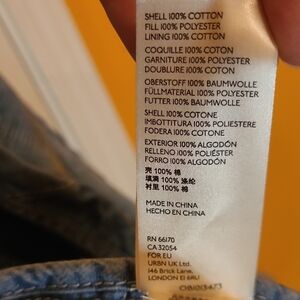 SHELL 100% COTTON
FILL 100% POLYESTER
LINING 100% COTTON
COQUILLE 100% COTON
GARNITURE 100% POLYESTER
DOUBLURE 100% COTON
OBERSTOFF 100% BAUMWOLLE
FÜLLMATERIAL 100% POLYESTER
FUTTER 100% BAUMWOLLE
SHELL 100% COTONE
IMBOTTITURA 100% POLIESTERE
FODERA 100% COTONE
EXTERIOR 100% ALGODÓN
RELLENO 100% POLIÉSTER
FORRO 100% ALGODÓN
壳 100% 棉
填满 100% 涤纶
衬里 100% 棉
MADE IN CHINA
HECHO EN CHINA
RN 66170
CA 32054
FOR EU
URBN UK Ltd.
146 Brick Lane,
LONDON E1 6RU